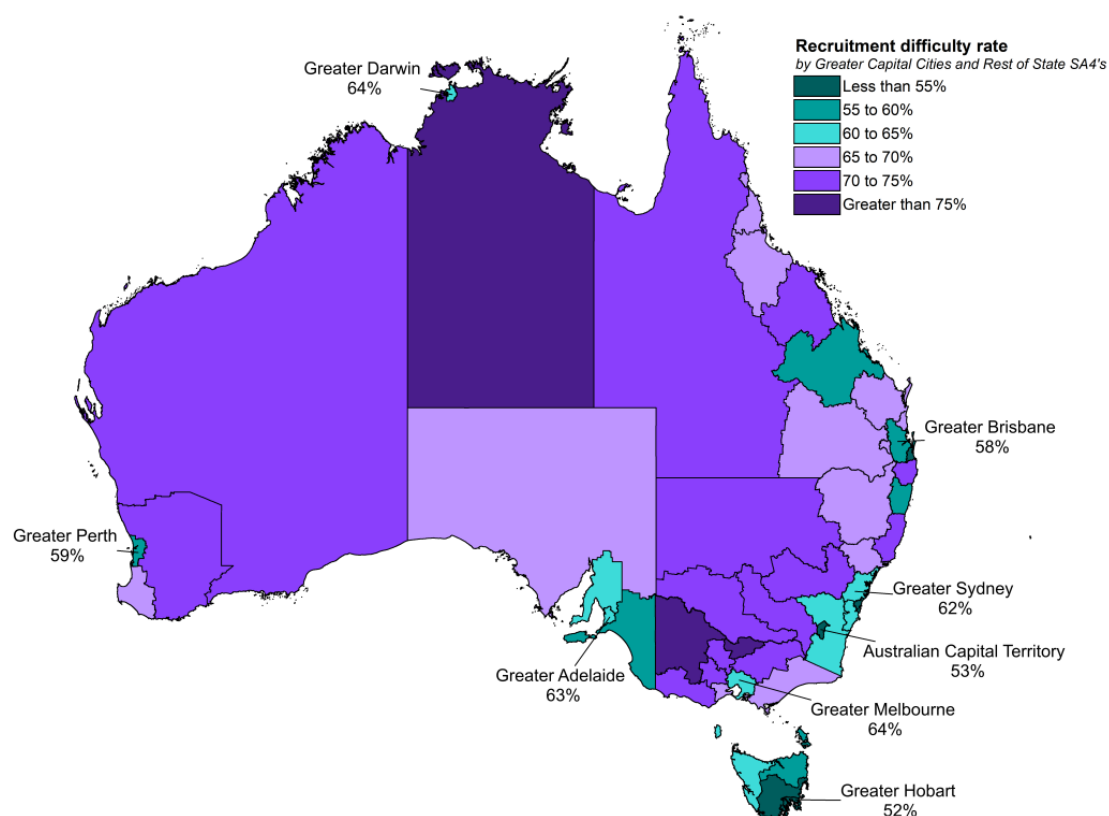 Recruitment difficulty rate
by Greater Capital Cities and Rest of State SA4's
Less than 55%
55 to 60%
60 to 65%
65 to 70%
70 to 75%
Greater than 75%
Greater Darwin
64%
Greater Brisbane
58%
Greater Perth
59%
Greater Sydney
62%
Australian Capital Territory
53%
Greater Adelaide
63%
Greater Melbourne
64%
Greater Hobart
52%